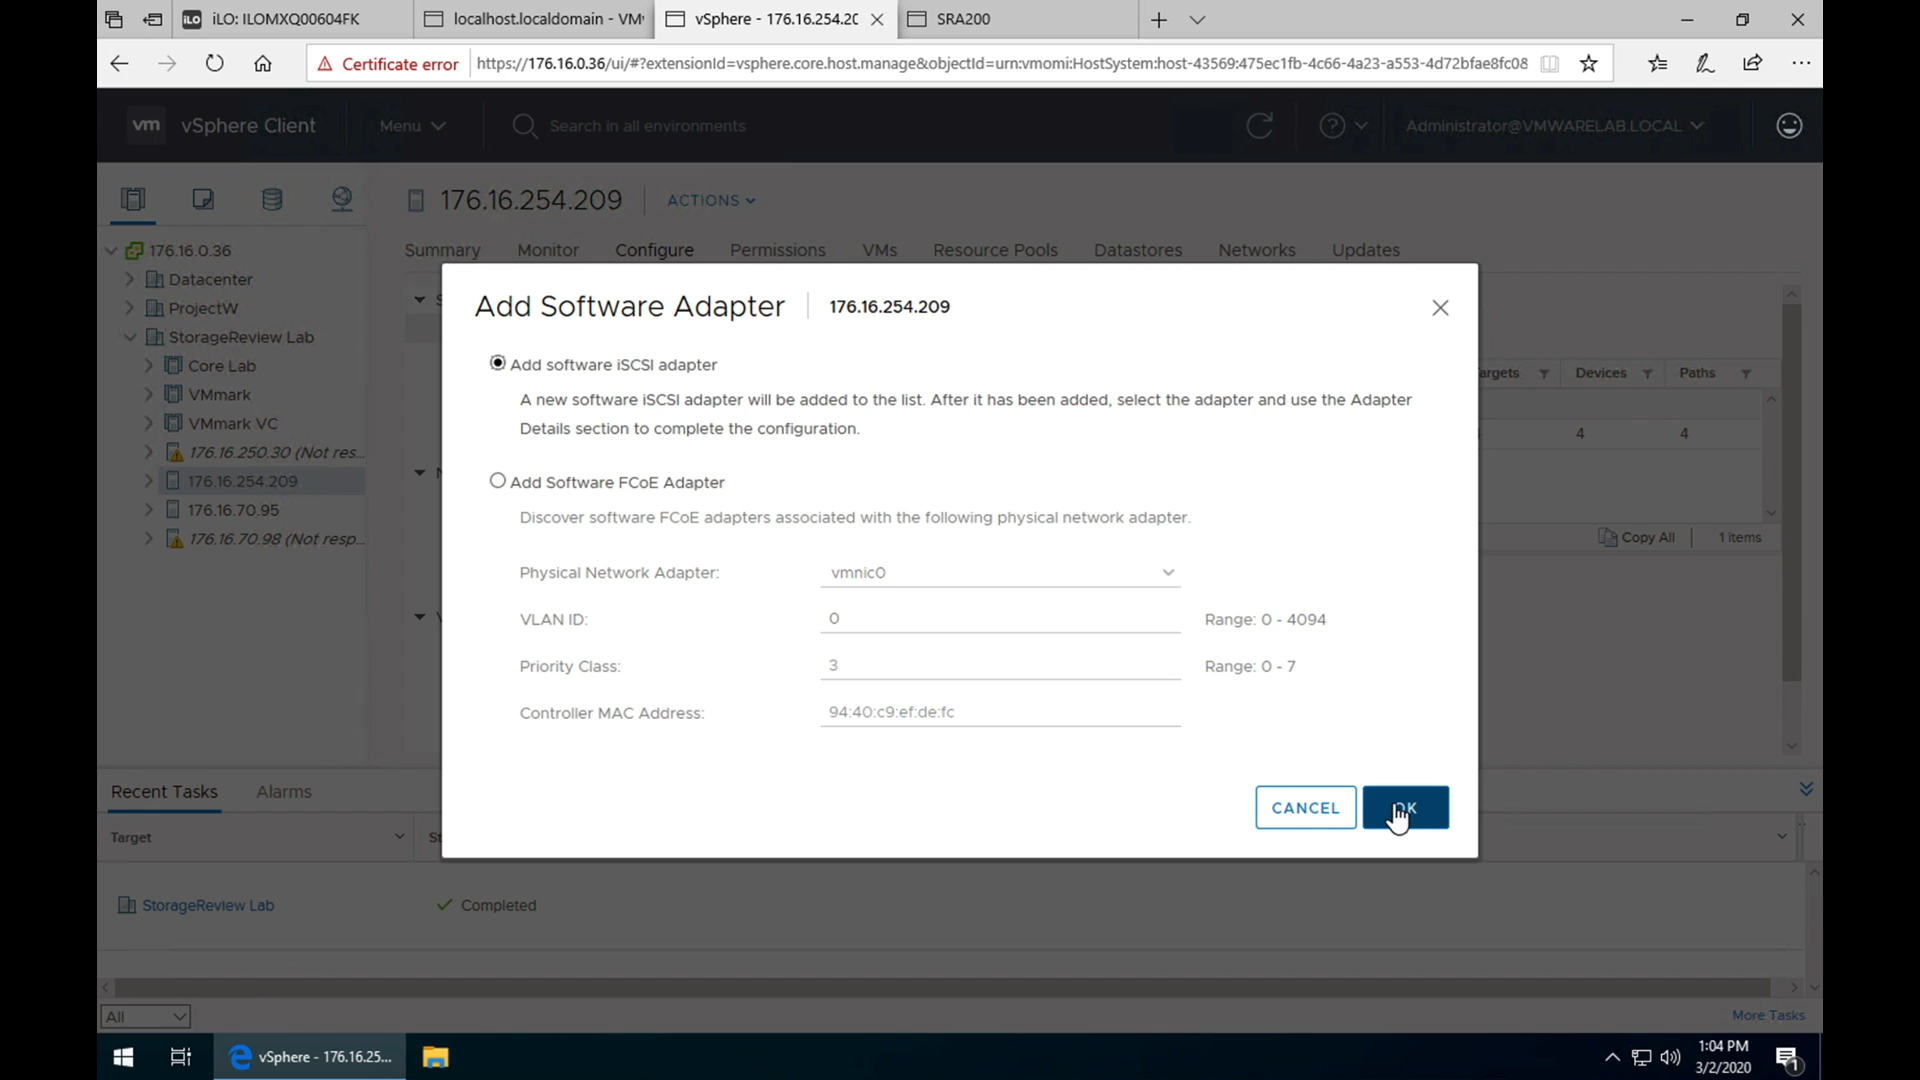 iLO: ILOMXQ00604FK
localhost.localdomain - VM
vSphere - 176.16.254.20
SRA200
Certificate error
https://176.16.0.36/ui/#?extensionId=vsphere.core.host.manage&objectId=urn:vmomi:HostSystem:host-43569:475ec1fb-4c66-4a23-a553-4d72bfae8fc08
vm vSphere Client
Menu
Search in all environments
Administrator@VMWARELAB.LOCAL
176.16.254.209
ACTIONS
Summary Monitor Configure Permissions VMs Resource Pools Datastores Networks Updates
176.16.0.36
Datacenter
ProjectW
StorageReview Lab
Core Lab
VMmark
VMmark VC
176.16.250.30 (Not res...
176.16.254.209
176.16.70.95
176.16.70.98 (Not resp...
Add Software Adapter 176.16.254.209
Add software iSCSI adapter
A new software iSCSI adapter will be added to the list. After it has been added, select the adapter and use the Adapter
Details section to complete the configuration.
Add Software FCoE Adapter
Discover software FCoE adapters associated with the following physical network adapter.
Physical Network Adapter: vmnic0
VLAN ID: 0 Range: 0 - 4094
Priority Class: 3 Range: 0 - 7
Controller MAC Address: 94:40:c9:ef:de:fc
CANCEL OK
Devices Paths
4 4
Copy All 1 items
Recent Tasks Alarms
Target
StorageReview Lab Completed
All More Tasks
vSphere - 176.16.25...
1:04 PM
3/2/2020
1